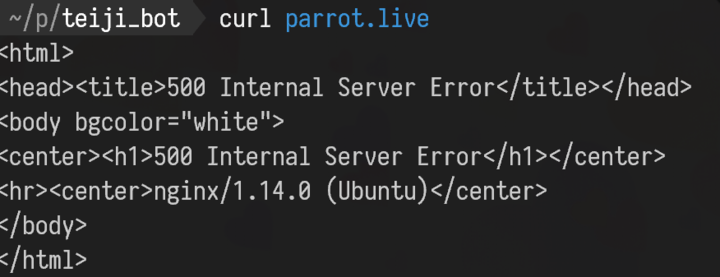 ~/p/teiji_bot curl parrot.live
<html>
<head><title>500 Internal Server Error</title></head>
<body bgcolor="white">
<center><h1>500 Internal Server Error</h1></center>
<hr><center>nginx/1.14.0 (Ubuntu)</center>
</body>
</html>